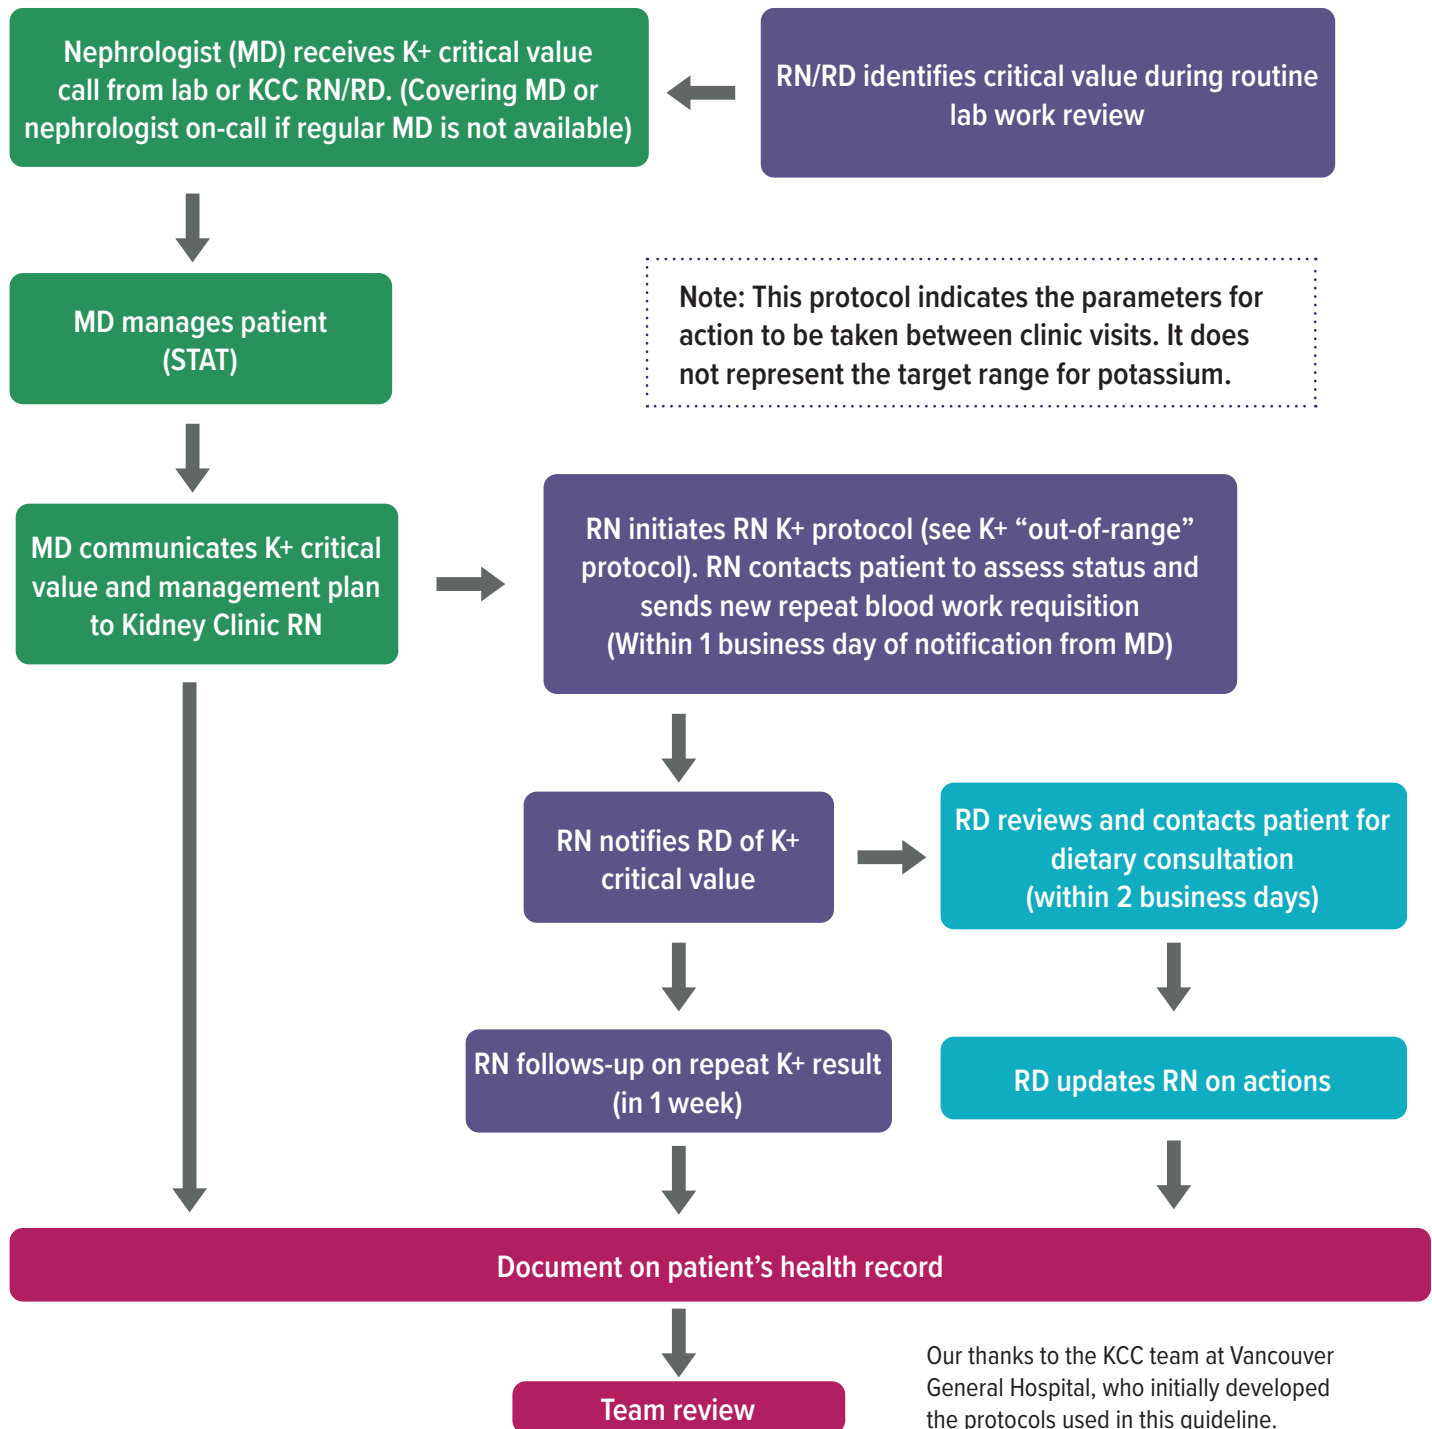 Nephrologist (MD) receives K+ critical value
call from lab or KCC RN/RD. (Covering MD or
nephrologist on-call if regular MD is not available)
RN/RD identifies critical value during routine
lab work review
MD manages patient
(STAT)
Note: This protocol indicates the parameters for
action to be taken between clinic visits. It does
not represent the target range for potassium.
MD communicates K+ critical
value and management plan
to Kidney Clinic RN
RN initiates RN K+ protocol (see K+ “out-of-range”
protocol). RN contacts patient to assess status and
sends new repeat blood work requisition
(Within 1 business day of notification from MD)
RN notifies RD of K+
critical value
RD reviews and contacts patient for
dietary consultation
(within 2 business days)
RN follows-up on repeat K+ result
(in 1 week)
RD updates RN on actions
Document on patient’s health record
Team review
Our thanks to the KCC team at Vancouver
General Hospital, who initially developed
the protocols used in this guideline.